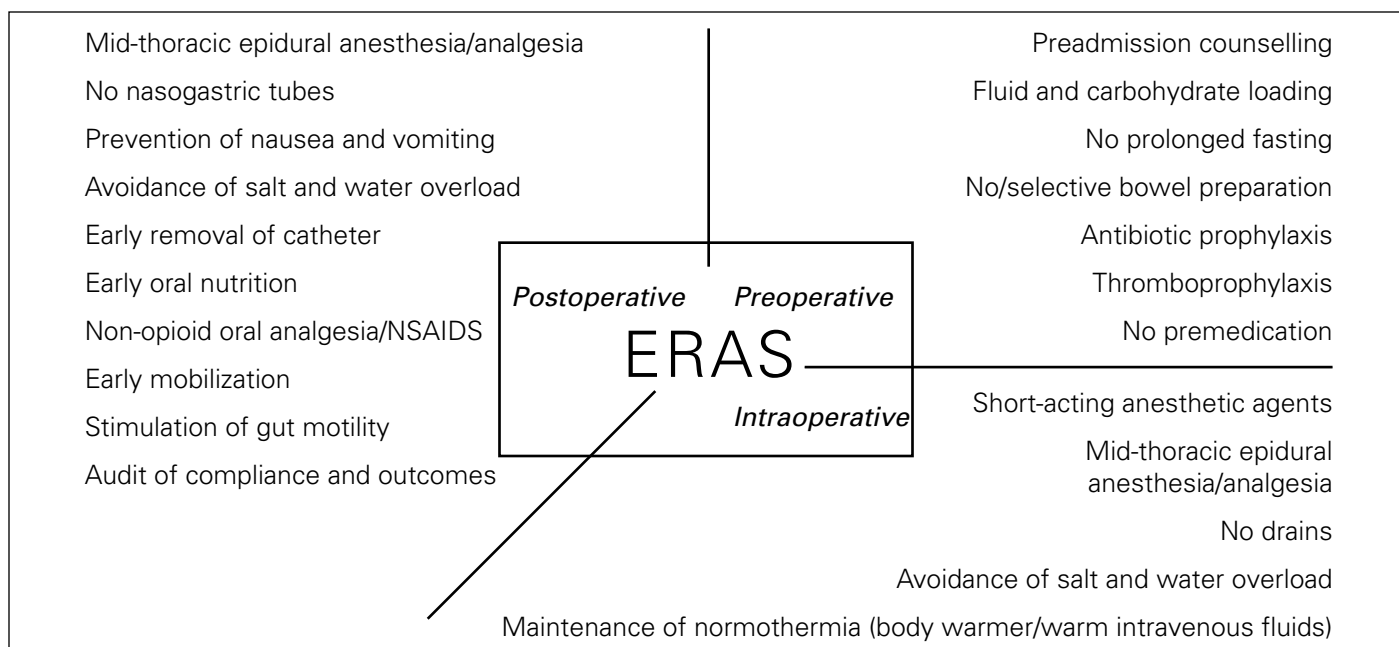 Mid-thoracic epidural anesthesia/analgesia
No nasogastric tubes
Prevention of nausea and vomiting
Avoidance of salt and water overload
Early removal of catheter
Early oral nutrition
Non-opioid oral analgesia/NSAIDS
Early mobilization
Stimulation of gut motility
Audit of compliance and outcomes
Postoperative
Preoperative
ERAS
Intraoperative
Preadmission counselling
Fluid and carbohydrate loading
No prolonged fasting
No/selective bowel preparation
Antibiotic prophylaxis
Thromboprophylaxis
No premedication
Short-acting anesthetic agents
Mid-thoracic epidural
anesthesia/analgesia
No drains
Avoidance of salt and water overload
Maintenance of normothermia (body warmer/warm intravenous fluids)